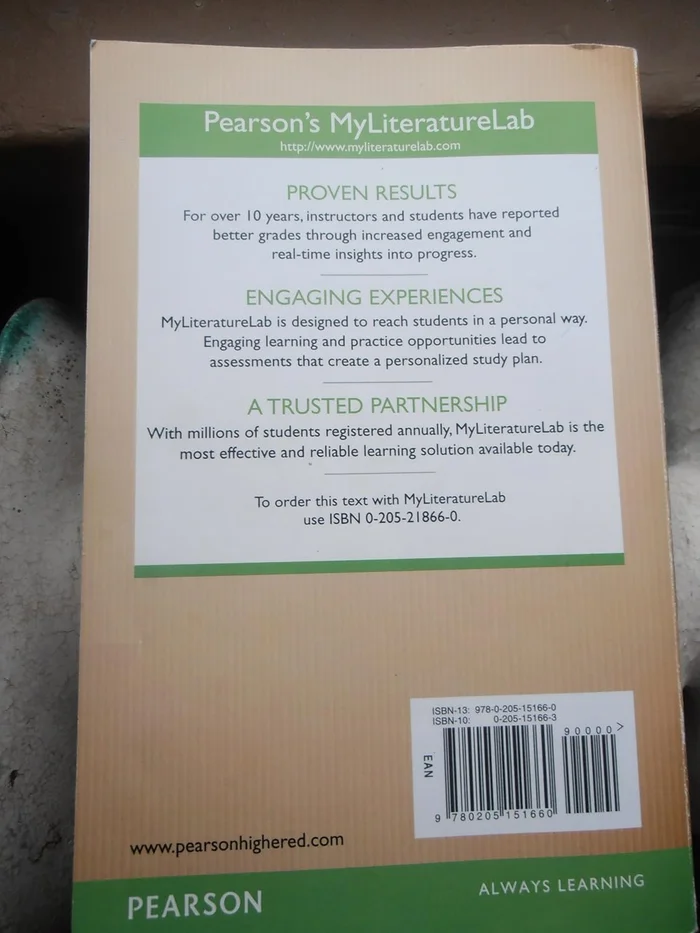 Pearson's MyLiteratureLab
http://www.myliteraturelab.com
PROVEN RESULTS
For over 10 years, instructors and students have reported
better grades through increased engagement and
real-time insights into progress.
ENGAGING EXPERIENCES
MyLiteratureLab is designed to reach students in a personal way.
Engaging learning and practice opportunities lead to
assessments that create a personalized study plan.
A TRUSTED PARTNERSHIP
With millions of students registered annually, MyLiteratureLab is the
most effective and reliable learning solution available today.
To order this text with MyLiteratureLab
use ISBN 0-205-21866-0.
ISBN-13: 978-0-205-15166-0
ISBN-10: 0-205-15166-3
90000>
EAN
9 780205 151660
www.pearsonhighered.com
PEARSON
ALWAYS LEARNING